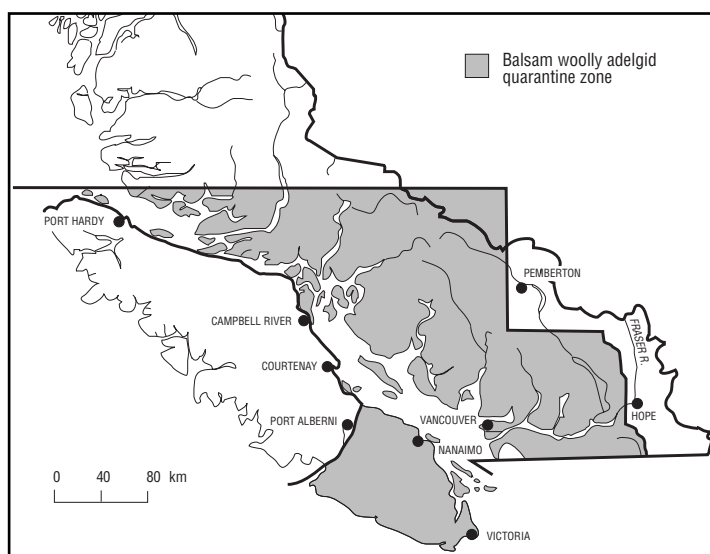 Balsam woolly adelgid
quarantine zone
PORT HARDY
PEMBERTON
CAMPBELL RIVER
FRASER R.
COURTENAY
HOPE
PORT ALBERNI
VANCOUVER
NANAIMO
0 40 80 km
VICTORIA